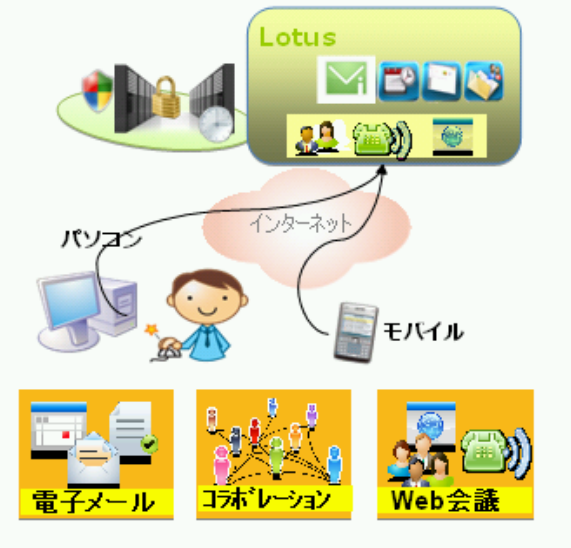 Lotus
インターネット
パソコン
モバイル
電子メール
コラボレーション
Web会議